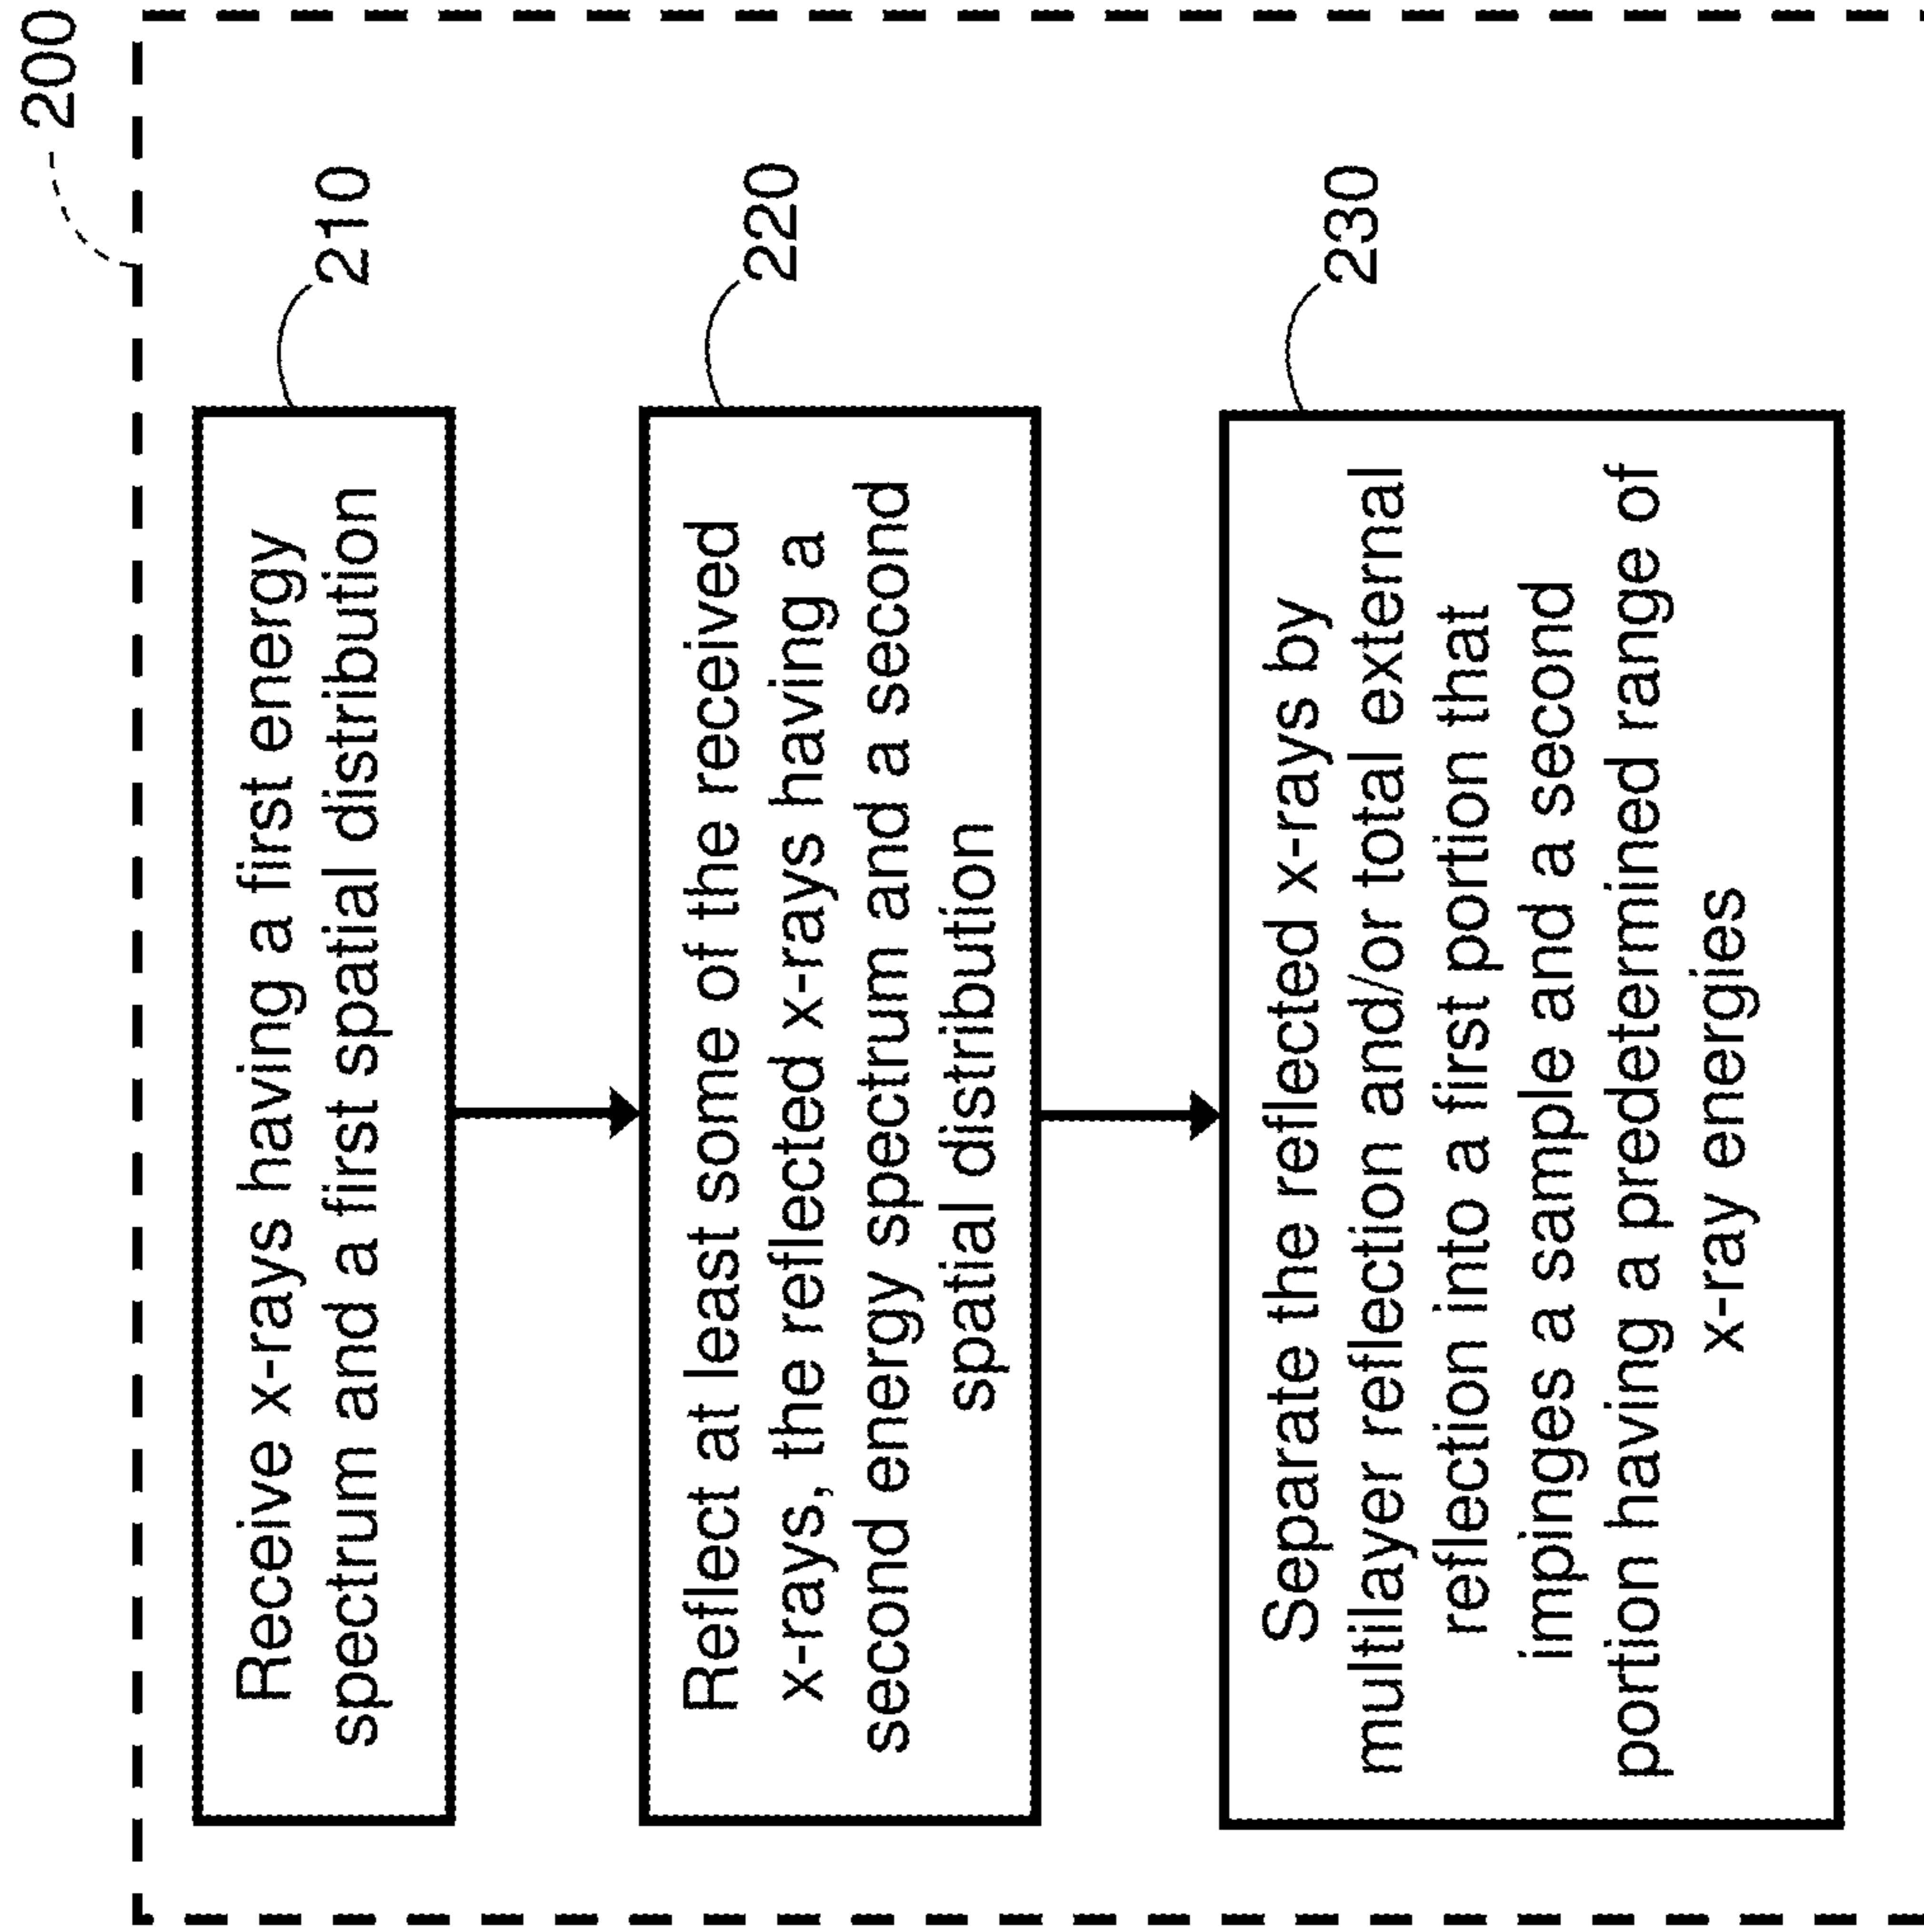 200
210
Receive x-rays having a first energy
spectrum and a first spatial distribution
220
Reflect at least some of the received
x-rays, the reflected x-rays having a
second energy spectrum and a second
spatial distribution
230
Separate the reflected x-rays by
multilayer reflection and/or total external
reflection into a first portion that
impinges a sample and a second
portion having a predetermined range of
x-ray energies